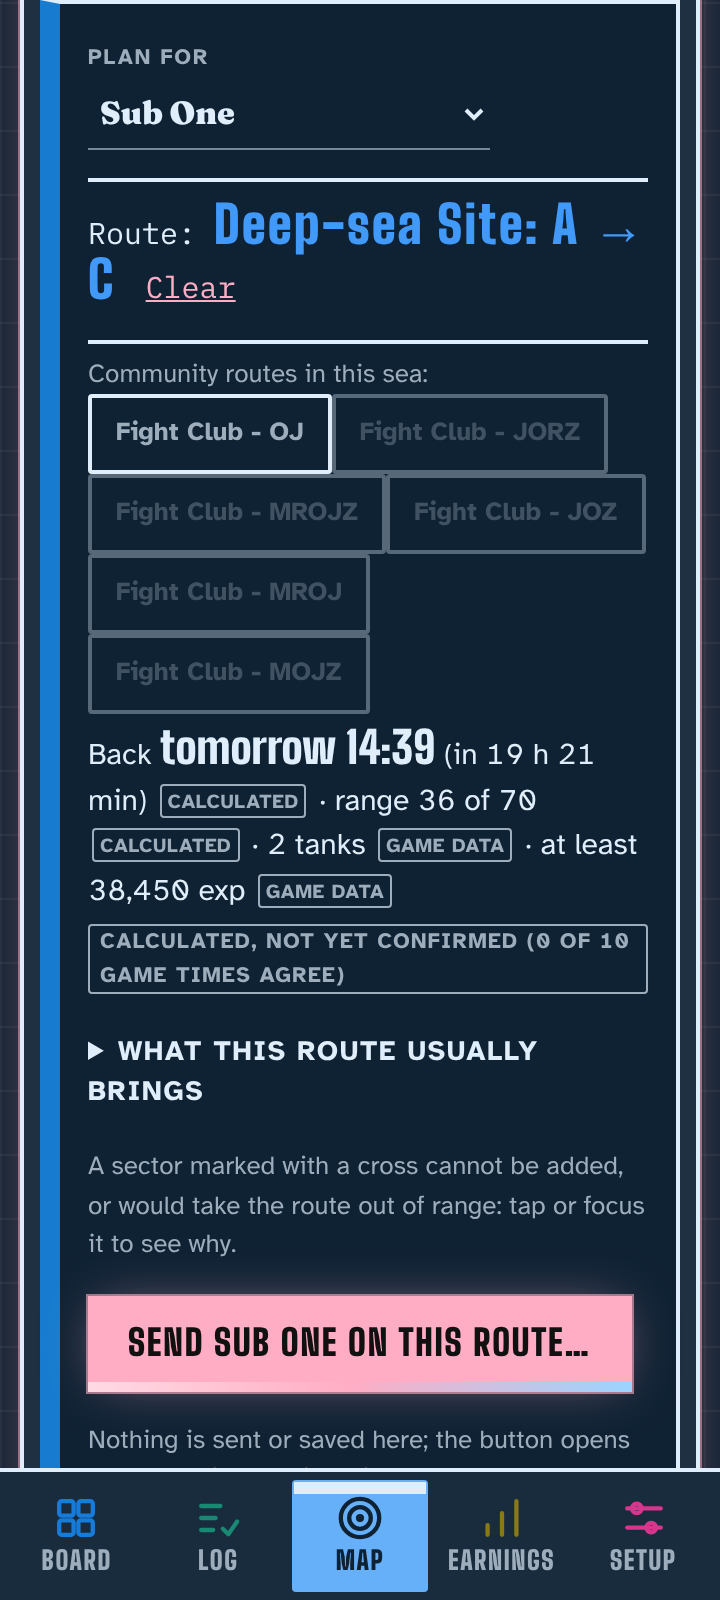 PLAN FOR
Sub One
Route: Deep-sea Site: A →
C Clear
Community routes in this sea:
Fight Club - OJ Fight Club - JORZ
Fight Club - MROJZ Fight Club - JOZ
Fight Club - MROJ
Fight Club - MOJZ
Back tomorrow 14:39 (in 19 h 21
min) CALCULATED · range 36 of 70
CALCULATED · 2 tanks GAME DATA · at least
38,450 exp GAME DATA
CALCULATED, NOT YET CONFIRMED (0 OF 10
GAME TIMES AGREE)
▶ WHAT THIS ROUTE USUALLY
BRINGS
A sector marked with a cross cannot be added,
or would take the route out of range: tap or focus
it to see why.
SEND SUB ONE ON THIS ROUTE...
Nothing is sent or saved here; the button opens
BOARD LOG MAP EARNINGS SETUP